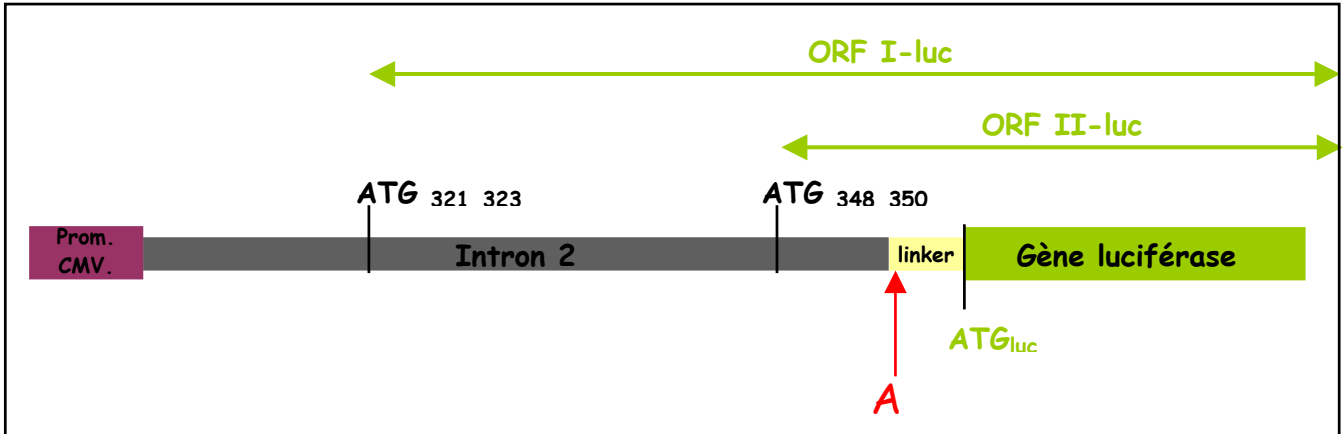 ORF I-luc
ORF II-luc
ATG 321 323
ATG 348 350
Prom.
CMV.
Intron 2
linker
Gène luciférase
ATGluc
A